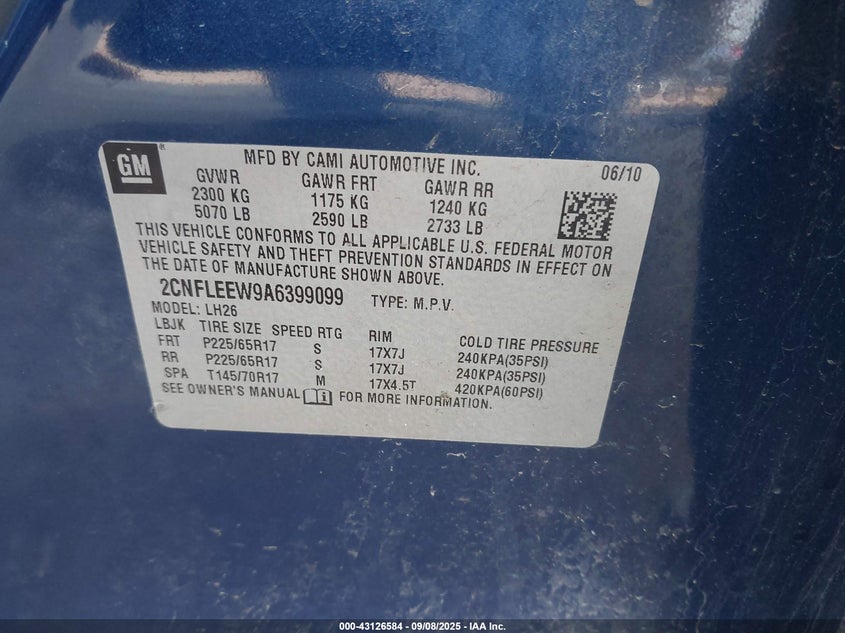 GM ®
MFD BY CAMI AUTOMOTIVE INC. 06/10
GVWR GAWR FRT GAWR RR
2300 KG 1175 KG 1240 KG
5070 LB 2590 LB 2733 LB
THIS VEHICLE CONFORMS TO ALL APPLICABLE U.S. FEDERAL MOTOR
VEHICLE SAFETY AND THEFT PREVENTION STANDARDS IN EFFECT ON
THE DATE OF MANUFACTURE SHOWN ABOVE.
2CNFLEEW9A6399099 TYPE: M.P.V.
MODEL: LH26
LBJK TIRE SIZE SPEED RTG RIM COLD TIRE PRESSURE
FRT P225/65R17 S 17X7J 240KPA(35PSI)
RR P225/65R17 S 17X7J 240KPA(35PSI)
SPA T145/70R17 M 17X4.5T 420KPA(60PSI)
SEE OWNER'S MANUAL FOR MORE INFORMATION.
000-43126584 - 09/08/2025 - IAA Inc.